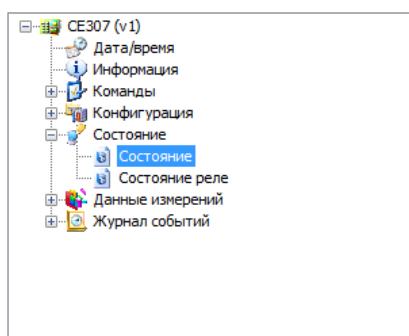 CE307 (v1)
Дата/время
Информация
Команды
Конфигурация
Состояние
Состояние
Состояние реле
Данные измерений
Журнал событий